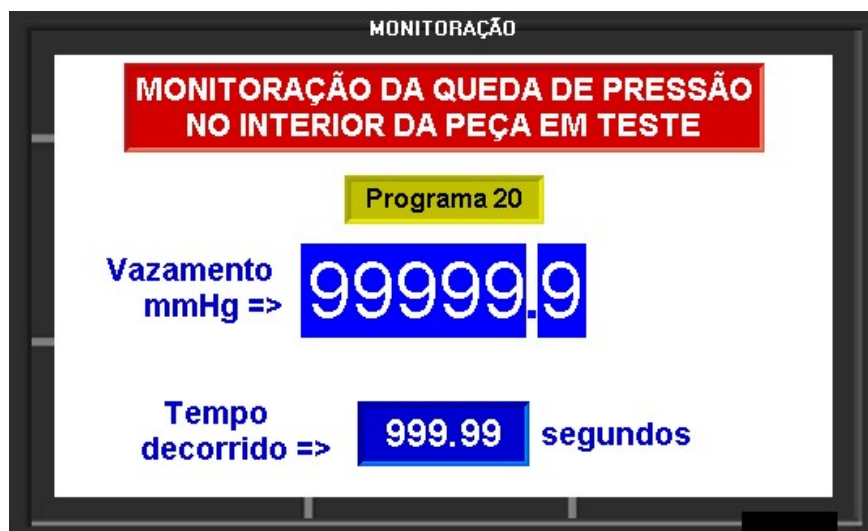 MONITORAÇÃO
MONITORAÇÃO DA QUEDA DE PRESSÃO
NO INTERIOR DA PEÇA EM TESTE
Programa 20
Vazamento
mmHg => 99999.9
Tempo
decorrido => 999.99 segundos